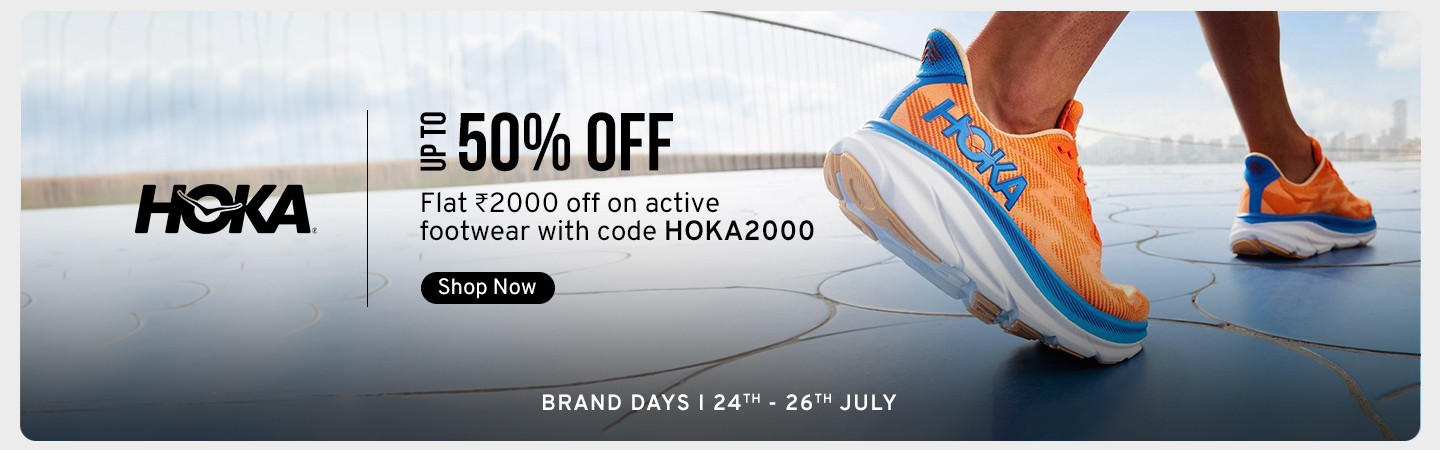 HOKA®
UP TO
50% OFF
Flat ₹2000 off on active
footwear with code HOKA2000
Shop Now
HOKA
BRAND DAYS | 24TH - 26TH JULY